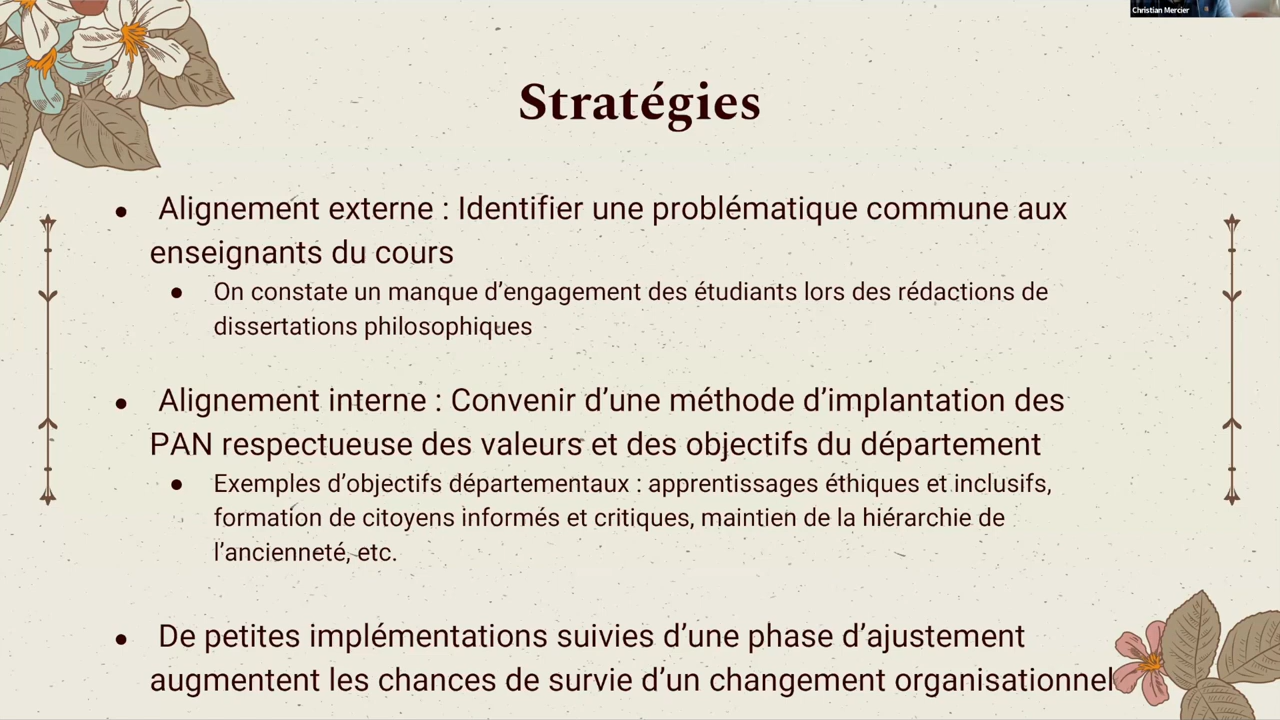 Christian Mercier
Stratégies
● Alignement externe : Identifier une problématique commune aux
enseignants du cours
● On constate un manque d’engagement des étudiants lors des rédactions de
dissertations philosophiques
● Alignement interne : Convenir d’une méthode d’implantation des
PAN respectueuse des valeurs et des objectifs du département
● Exemples d’objectifs départementaux : apprentissages éthiques et inclusifs,
formation de citoyens informés et critiques, maintien de la hiérarchie de
l’ancienneté, etc.
● De petites implémentations suivies d’une phase d’ajustement
augmentent les chances de survie d’un changement organisationnel